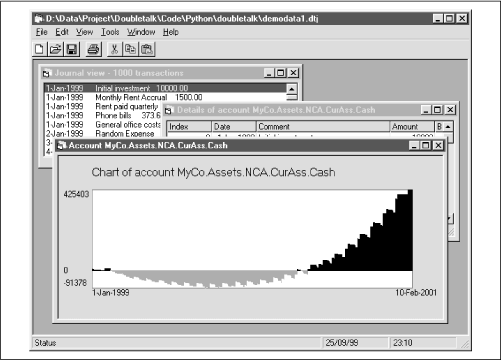 D:\Data\Project\Doubletalk\Code\Python\doubletalk\demodata1.dtj
File Edit View Tools Window Help
Journal view - 1000 transactions
1-Jan-1999 Initial investment 10000.00
1-Jan-1999 Monthly Rent Accrual 1500.00
1-Jan-1999 Rent paid quarterly
1-Jan-1999 Phone bills 373.6
1-Jan-1999 General office costs
2-Jan-1999 Random Expense
3-
4-
Details of account MyCo.Assets.NCA.CurAss.Cash
Index Date Comment Amount B
Account MyCo.Assets.NCA.CurAss.Cash
Chart of account MyCo.Assets.NCA.CurAss.Cash
425403
0
-91378
1-Jan-1999 10-Feb-2001
Status 25/09/99 23:10